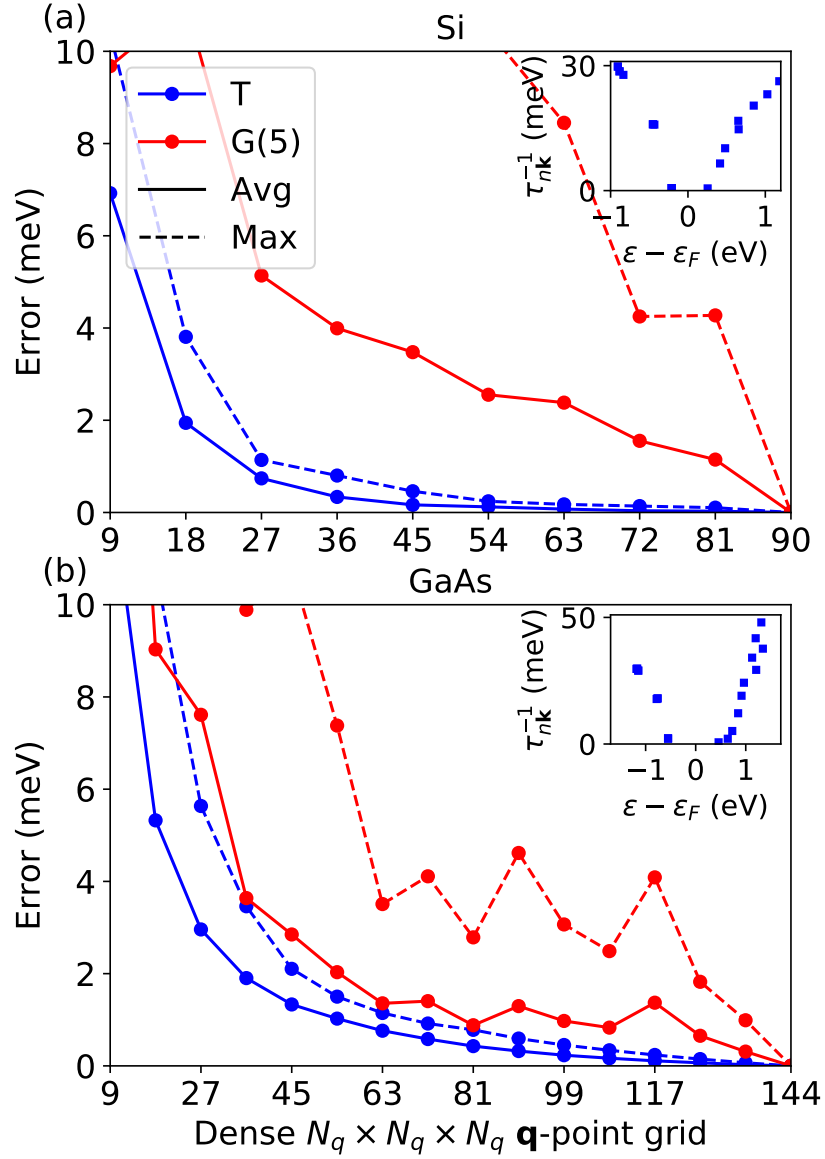 (a)
Si
10
8
6
4
2
0
Error (meV)
T
G(5)
Avg
Max
30
0
τ_{n𝐤}^{−1} (meV)
−1 0 1
ε − ε_F (eV)
9 18 27 36 45 54 63 72 81 90
(b)
GaAs
10
8
6
4
2
0
Error (meV)
50
0
τ_{n𝐤}^{−1} (meV)
−1 0 1
ε − ε_F (eV)
9 27 45 63 81 99 117 144
Dense N_q × N_q × N_q 𝐪-point grid